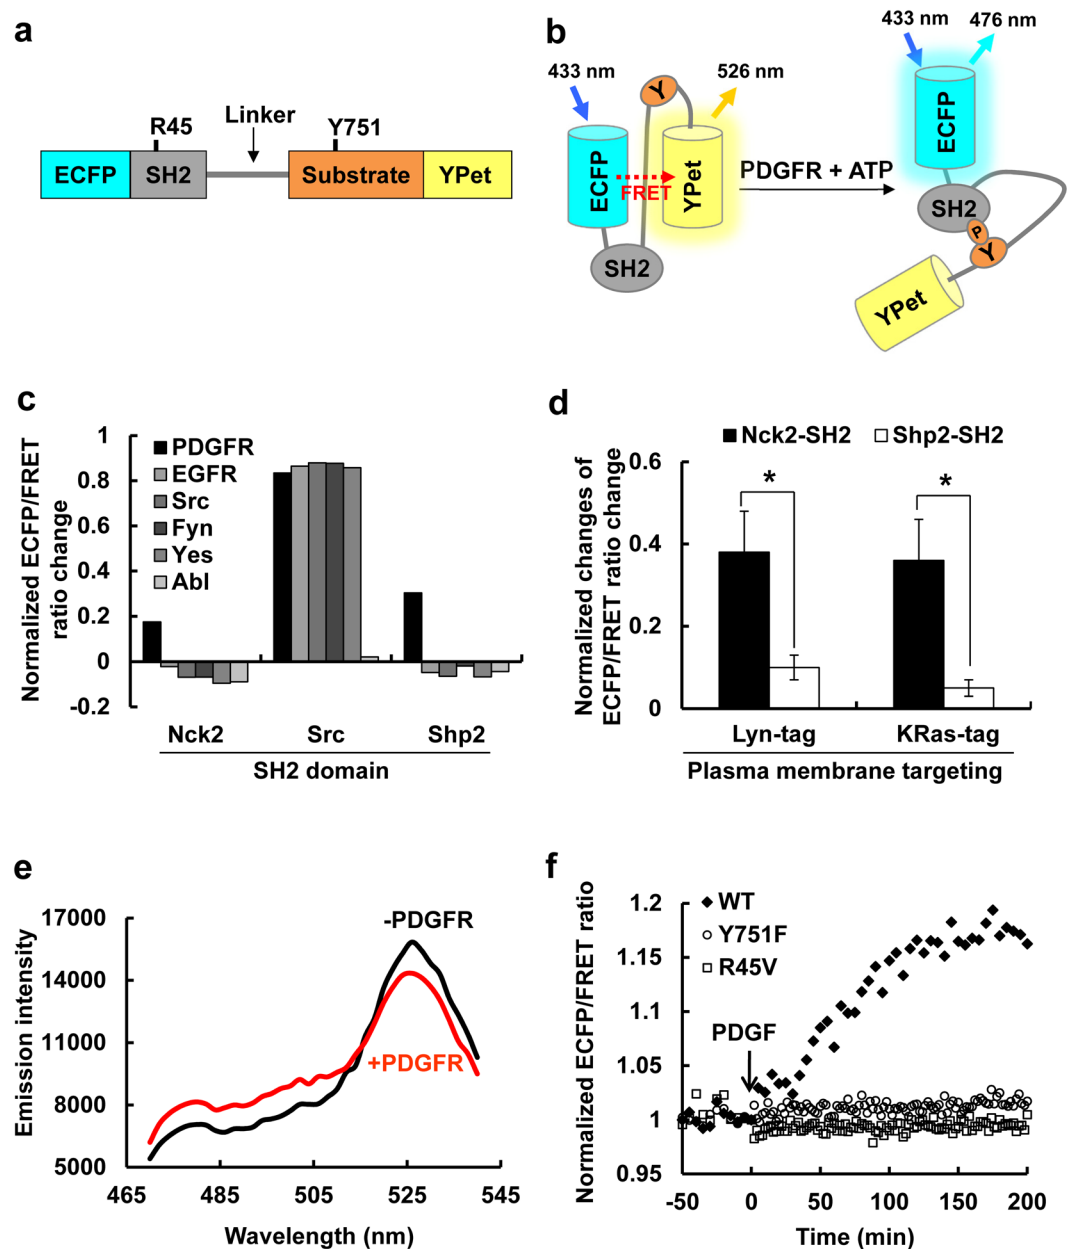 a
R45
Linker
Y751
ECFP
SH2
Substrate
YPet
b
433 nm
526 nm
433 nm
476 nm
Y
ECFP
FRET
YPet
SH2
PDGFR + ATP
ECFP
SH2
P
Y
YPet
c
Normalized ECFP/FRET
ratio change
1
0.8
0.6
0.4
0.2
0
-0.2
PDGFR
EGFR
Src
Fyn
Yes
Abl
Nck2
Src
Shp2
SH2 domain
d
Normalized changes of
ECFP/FRET ratio change
Nck2-SH2
Shp2-SH2
0.6
0.4
0.2
0
*
*
Lyn-tag
KRas-tag
Plasma membrane targeting
e
Emission intensity
17000
14000
11000
8000
5000
-PDGFR
+PDGFR
465
485
505
525
545
Wavelength (nm)
f
Normalized ECFP/FRET ratio
1.2
1.15
1.1
1.05
1
0.95
WT
Y751F
R45V
PDGF
-50
0
50
100
150
200
Time (min)